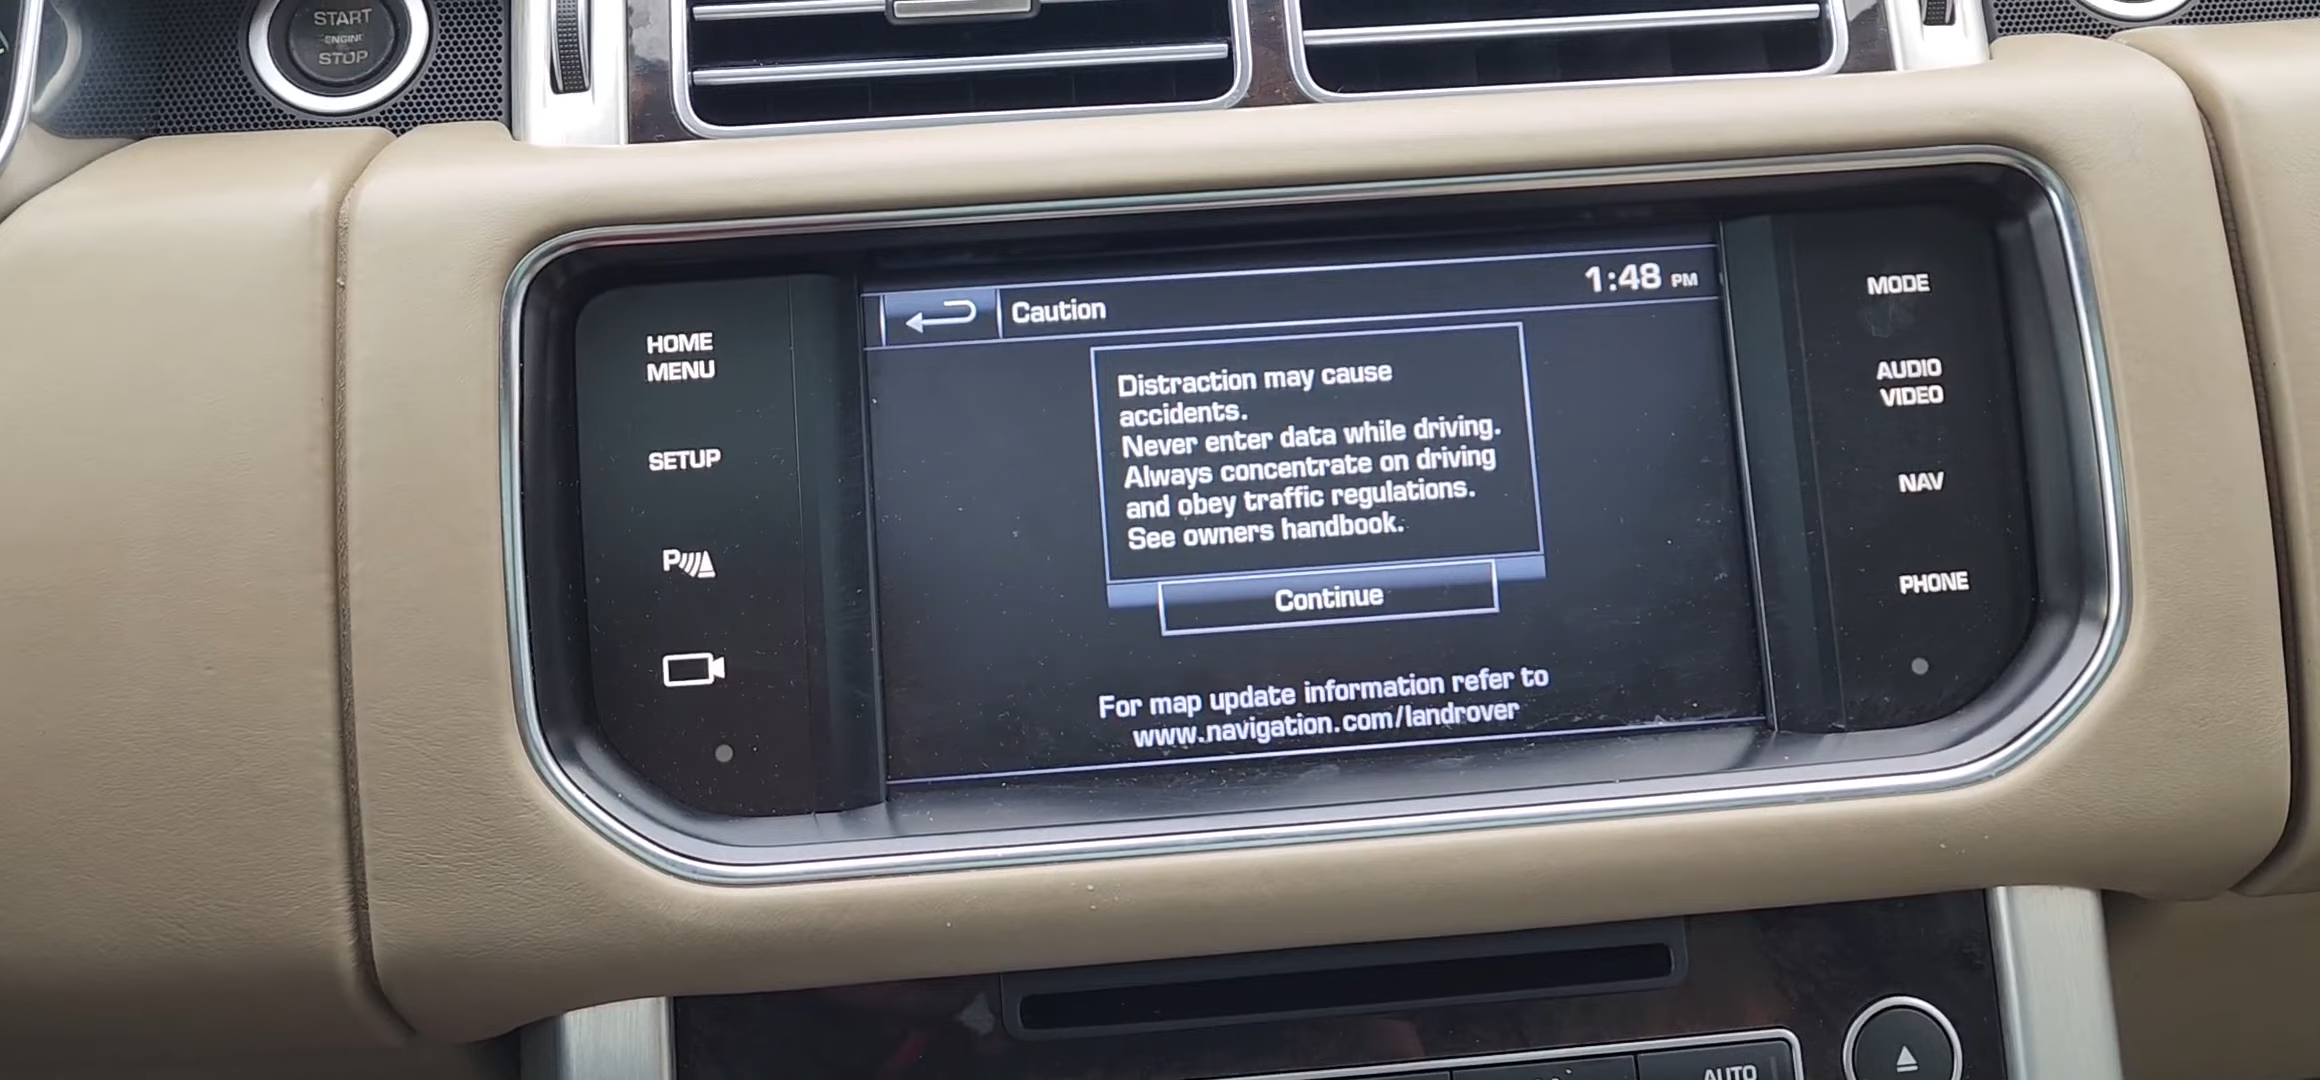 START
ENGINE
STOP
HOME
MENU
SETUP
P
Caution
1:48 PM
Distraction may cause
accidents.
Never enter data while driving.
Always concentrate on driving
and obey traffic regulations.
See owners handbook.
Continue
For map update information refer to
www.navigation.com/landrover
MODE
AUDIO
VIDEO
NAV
PHONE
AUTO